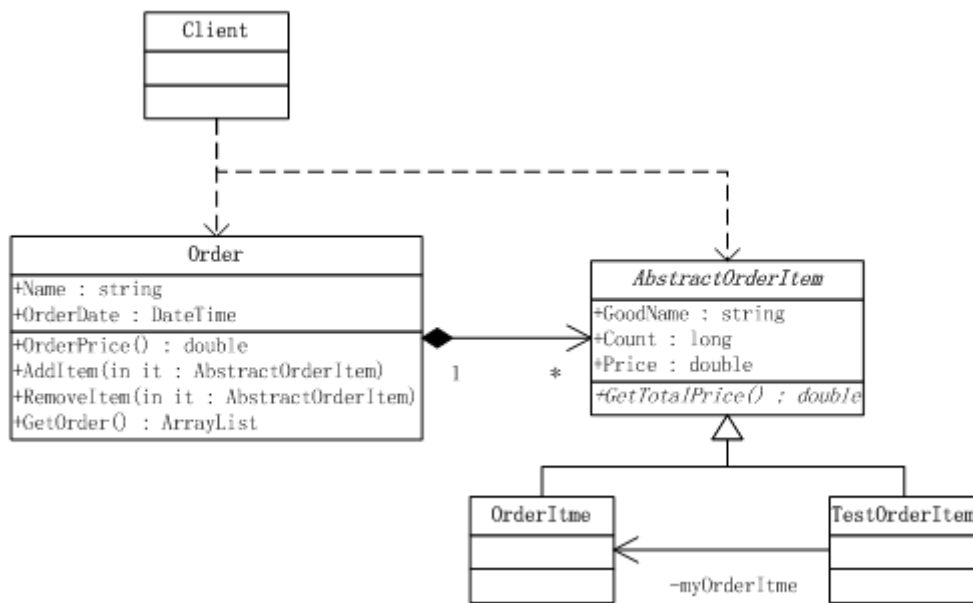 Client
Order
+Name : string
+OrderDate : DateTime
+OrderPrice() : double
+AddItem(in it : AbstractOrderItem)
+RemoveItem(in it : AbstractOrderItem)
+GetOrder() : ArrayList
1
*
AbstractOrderItem
+GoodName : string
+Count : long
+Price : double
+GetTotalPrice() : double
OrderItme
TestOrderItem
-myOrderItme